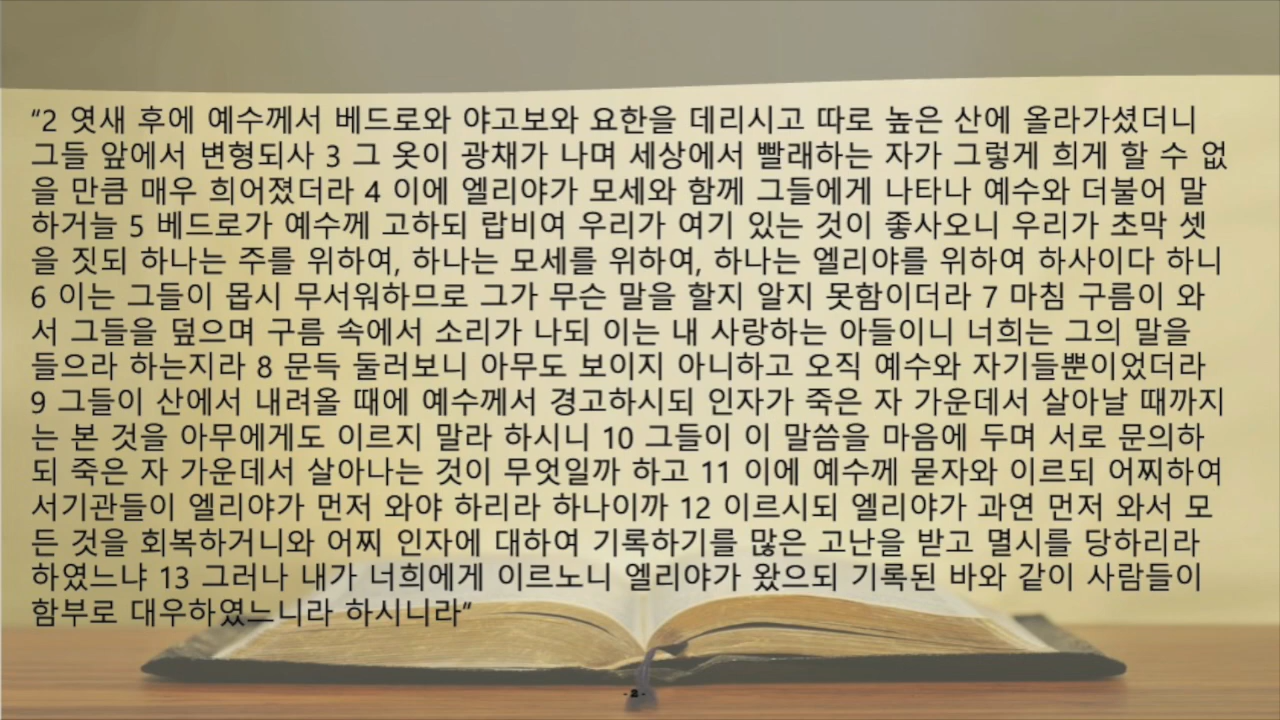 “2 엿새 후에 예수께서 베드로와 야고보와 요한을 데리시고 따로 높은 산에 올라가셨더니
그들 앞에서 변형되사 3 그 옷이 광채가 나며 세상에서 빨래하는 자가 그렇게 희게 할 수 없
을 만큼 매우 희어졌더라 4 이에 엘리야가 모세와 함께 그들에게 나타나 예수와 더불어 말
하거늘 5 베드로가 예수께 고하되 랍비여 우리가 여기 있는 것이 좋사오니 우리가 초막 셋
을 짓되 하나는 주를 위하여, 하나는 모세를 위하여, 하나는 엘리야를 위하여 하사이다 하니
6 이는 그들이 몹시 무서워하므로 그가 무슨 말을 할지 알지 못함이더라 7 마침 구름이 와
서 그들을 덮으며 구름 속에서 소리가 나되 이는 내 사랑하는 아들이니 너희는 그의 말을
들으라 하는지라 8 문득 둘러보니 아무도 보이지 아니하고 오직 예수와 자기들뿐이었더라
9 그들이 산에서 내려올 때에 예수께서 경고하시되 인자가 죽은 자 가운데서 살아날 때까지
는 본 것을 아무에게도 이르지 말라 하시니 10 그들이 이 말씀을 마음에 두며 서로 문의하
되 죽은 자 가운데서 살아나는 것이 무엇일까 하고 11 이에 예수께 묻자와 이르되 어찌하여
서기관들이 엘리야가 먼저 와야 하리라 하나이까 12 이르시되 엘리야가 과연 먼저 와서 모
든 것을 회복하거니와 어찌 인자에 대하여 기록하기를 많은 고난을 받고 멸시를 당하리라
하였느냐 13 그러나 내가 너희에게 이르노니 엘리야가 왔으되 기록된 바와 같이 사람들이
함부로 대우하였느니라 하시니라“
- 2 -